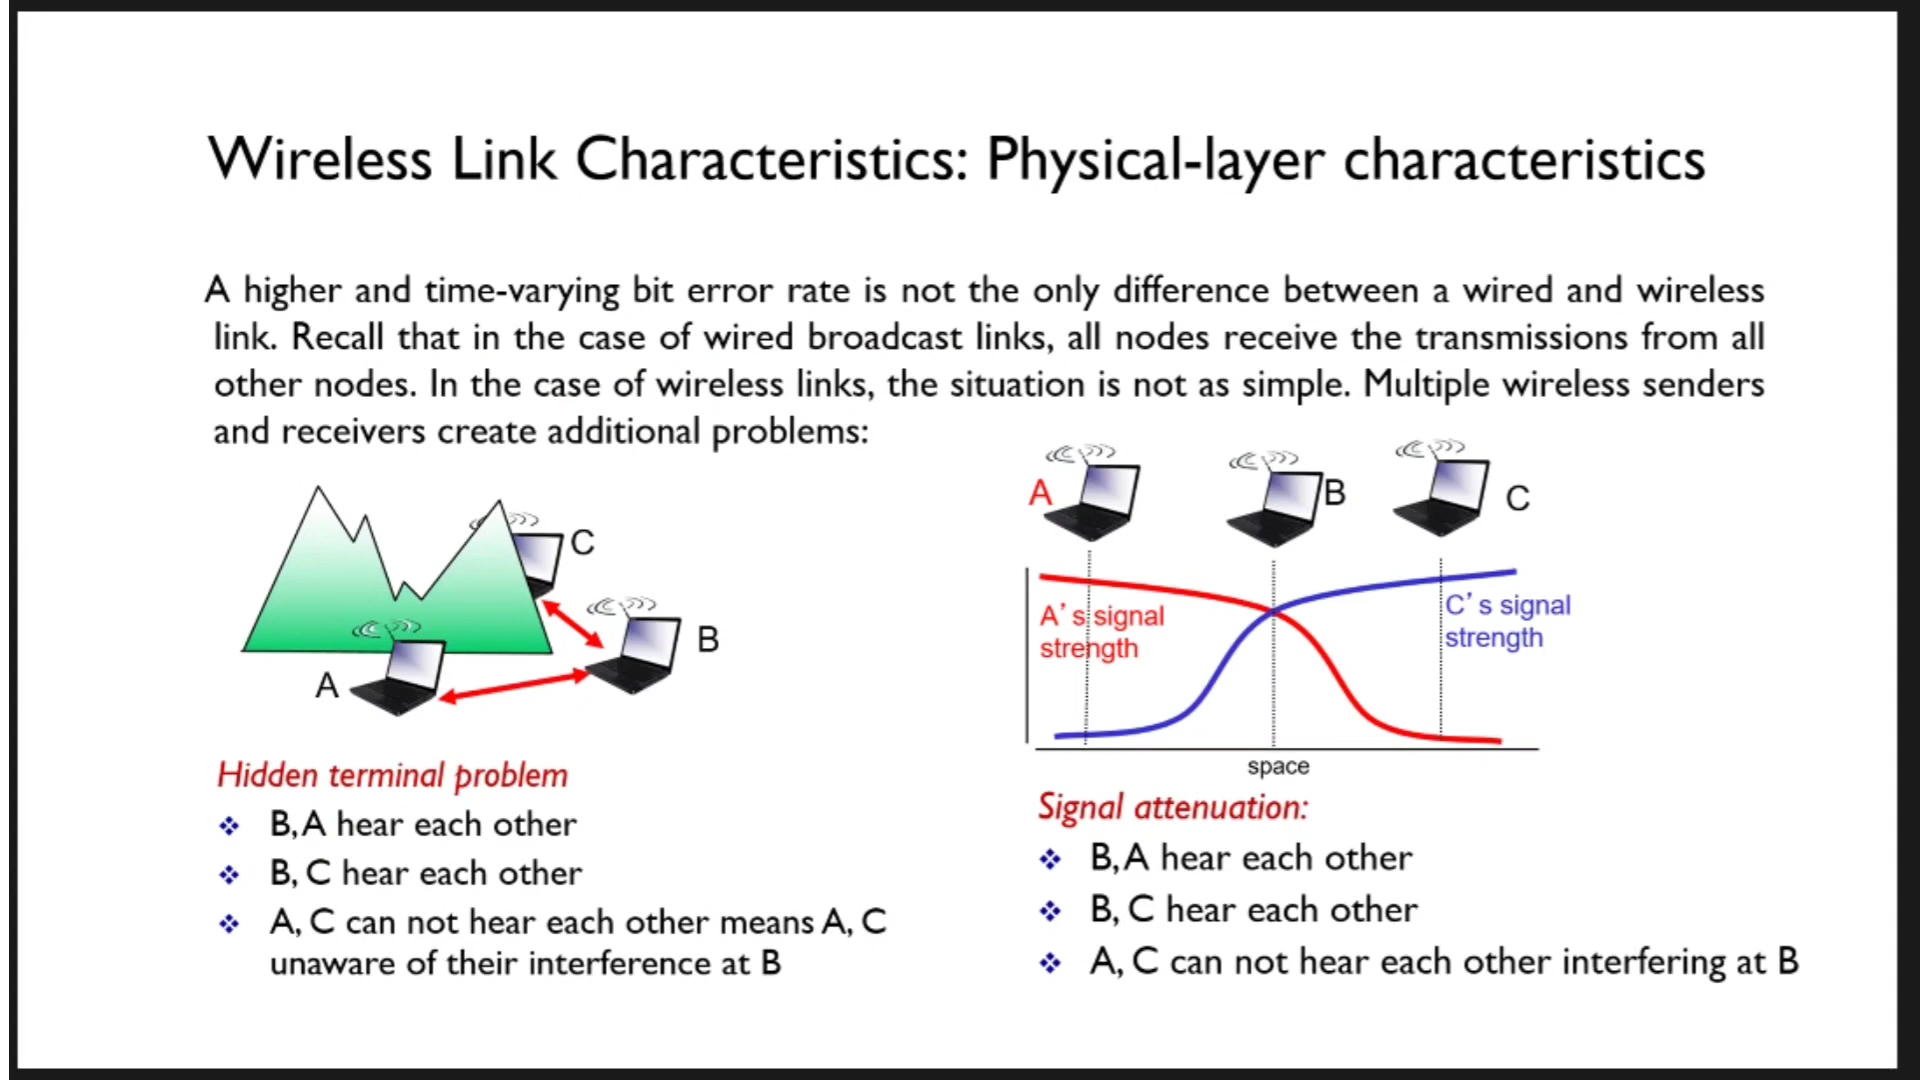 Wireless Link Characteristics: Physical-layer characteristics
A higher and time-varying bit error rate is not the only difference between a wired and wireless
link. Recall that in the case of wired broadcast links, all nodes receive the transmissions from all
other nodes. In the case of wireless links, the situation is not as simple. Multiple wireless senders
and receivers create additional problems:
C
B
A
Hidden terminal problem
B, A hear each other
B, C hear each other
A, C can not hear each other means A, C
unaware of their interference at B
A
B
C
A's signal
strength
C's signal
strength
space
Signal attenuation:
B, A hear each other
B, C hear each other
A, C can not hear each other interfering at B